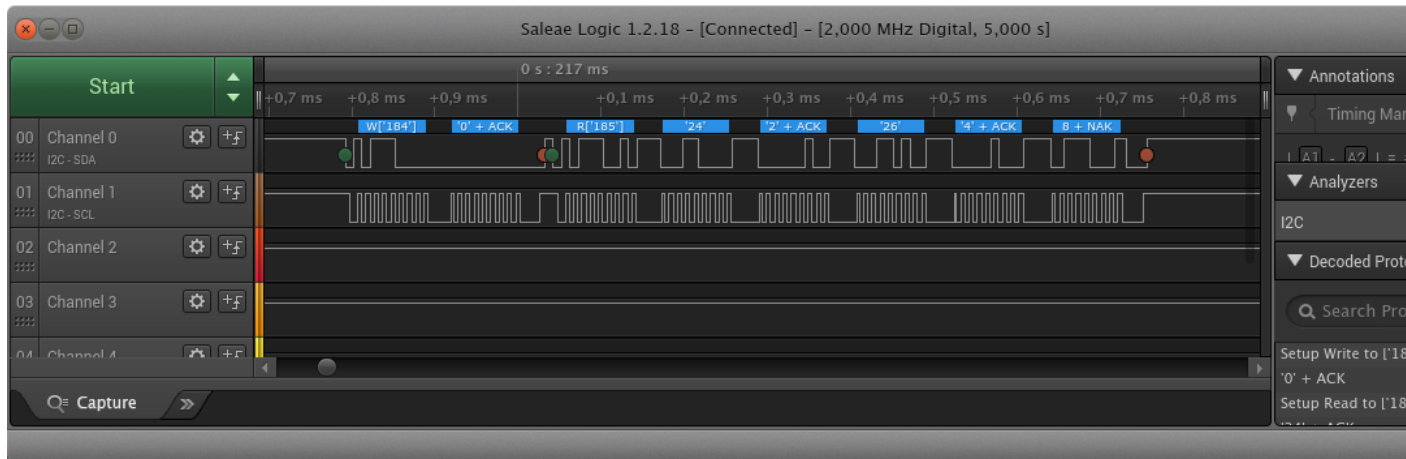 Saleae Logic 1.2.18 – [Connected] – [2,000 MHz Digital, 5,000 s]
Start
0 s : 217 ms
+0,7 ms +0,8 ms +0,9 ms +0,1 ms +0,2 ms +0,3 ms +0,4 ms +0,5 ms +0,6 ms +0,7 ms +0,8 ms
W['184'] '0' + ACK R['185'] '24' '2' + ACK '26' '4' + ACK 8 + NAK
00 Channel 0
I2C - SDA
01 Channel 1
I2C - SCL
02 Channel 2
03 Channel 3
04 Channel 4
Capture
Annotations
Timing Mar
| A1 - A2 | =
Analyzers
I2C
Decoded Proto
Search Pro
Setup Write to ['18
'0' + ACK
Setup Read to ['18